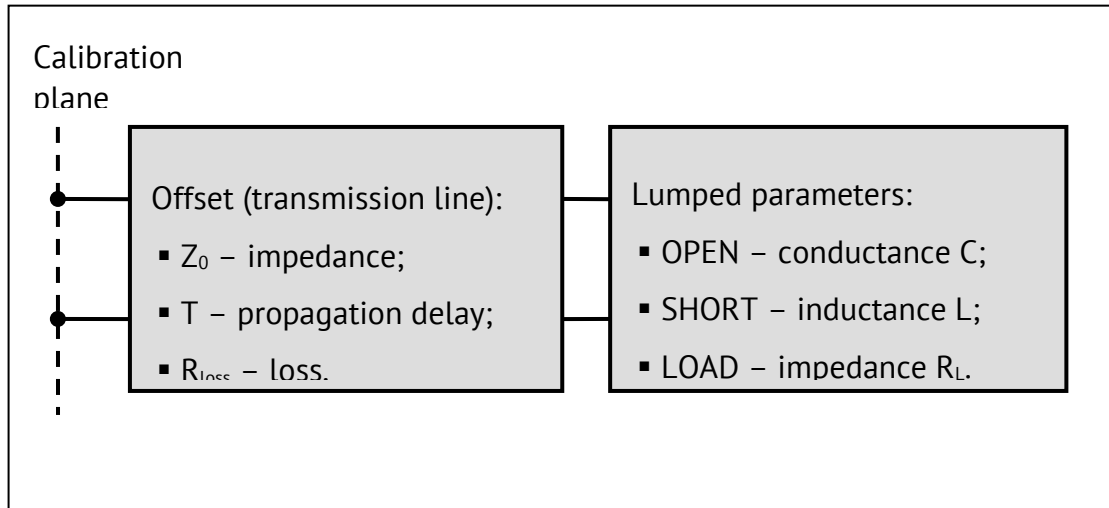 Calibration
plane
Offset (transmission line):
▪ Z₀ – impedance;
▪ T – propagation delay;
▪ Rₗₒₛₛ – loss.
Lumped parameters:
▪ OPEN – conductance C;
▪ SHORT – inductance L;
▪ LOAD – impedance R_L.